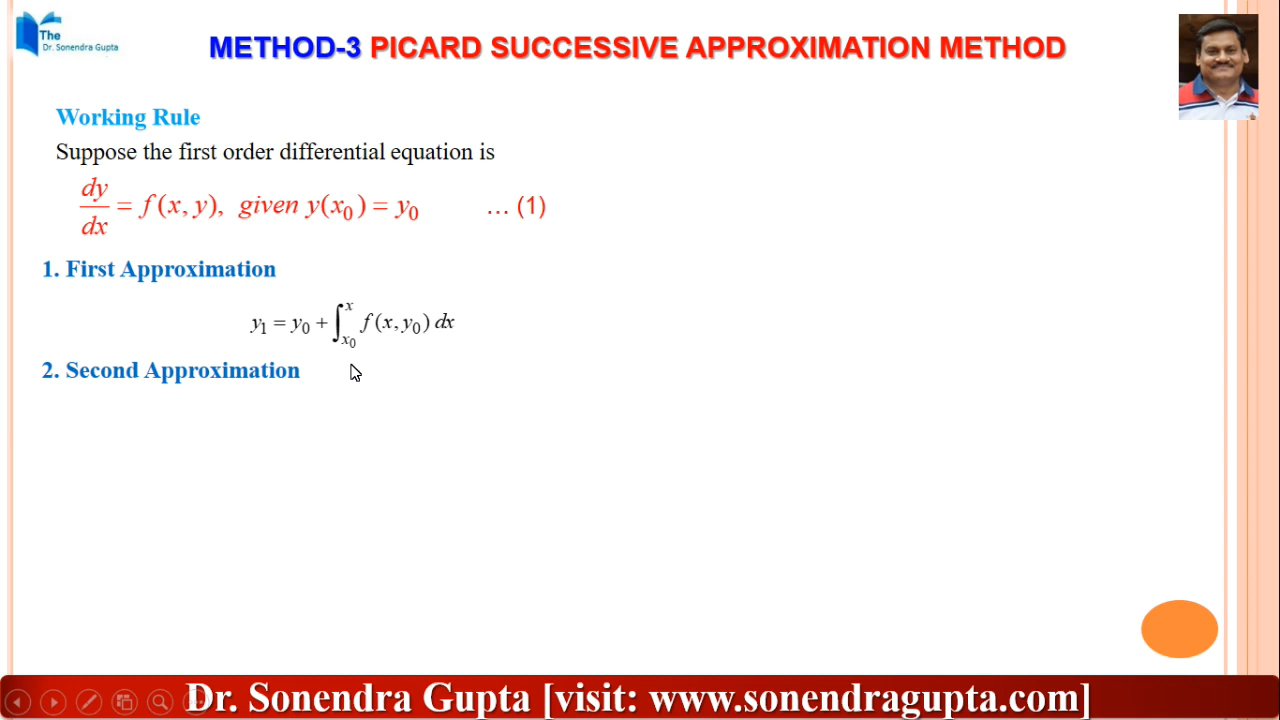 The
Dr. Sonendra Gupta
METHOD-3 PICARD SUCCESSIVE APPROXIMATION METHOD
Working Rule
Suppose the first order differential equation is
dy/dx = f(x, y), given y(x₀) = y₀ ... (1)
1. First Approximation
y₁ = y₀ + ∫ₓ₀ˣ f(x, y₀) dx
2. Second Approximation
Dr. Sonendra Gupta [visit: www.sonendragupta.com]